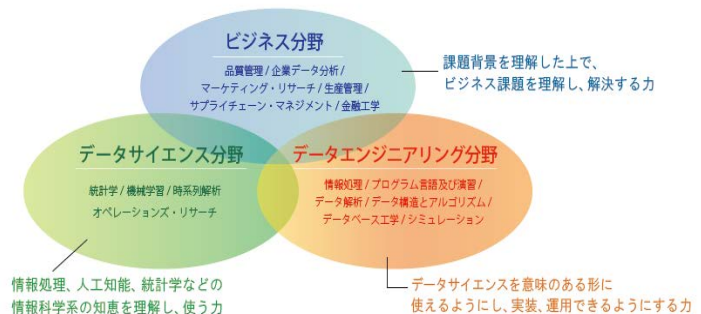 ビジネス分野
品質管理 / 企業データ分析 /
マーケティング・リサーチ / 生産管理 /
サプライチェーン・マネジメント / 金融工学
課題背景を理解した上で、
ビジネス課題を理解し、解決する力
データサイエンス分野
統計学 / 機械学習 / 時系列解析
オペレーションズ・リサーチ
データエンジニアリング分野
情報処理 / プログラム言語及び演習 /
データ解析 / データ構造とアルゴリズム /
データベース工学 / シミュレーション
情報処理、人工知能、統計学などの
情報科学系の知恵を理解し、使う力
データサイエンスを意味のある形に
使えるようにし、実装、運用できるようにする力